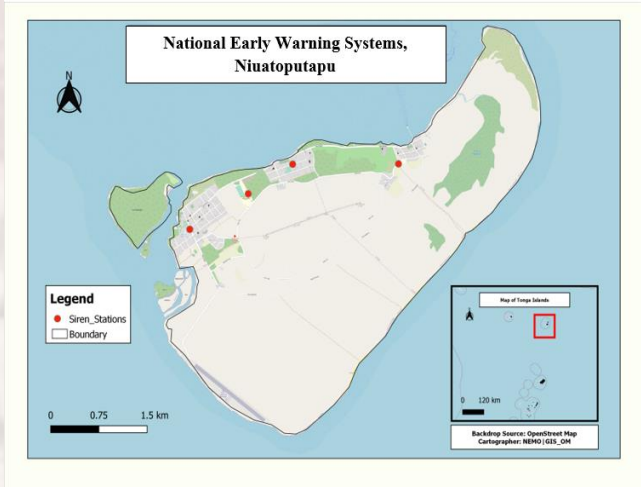 National Early Warning Systems,
Niuatoputapu
N
Legend
Siren_Stations
Boundary
0 0.75 1.5 km
Map of Tonga Islands
0 120 km
Backdrop Source: OpenStreet Map
Cartographer: NEMO|GIS_OM